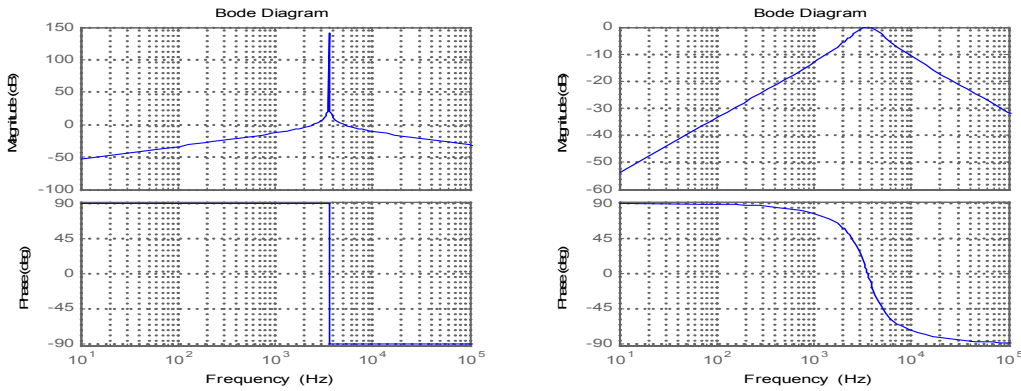 Bode Diagram
150
100
50
0
-50
-100
Magnitude (dB)
90
45
0
-45
-90
Phase (deg)
10^1 10^2 10^3 10^4 10^5
Frequency (Hz)
Bode Diagram
0
-10
-20
-30
-40
-50
-60
Magnitude (dB)
90
45
0
-45
-90
Phase (deg)
10^1 10^2 10^3 10^4 10^5
Frequency (Hz)